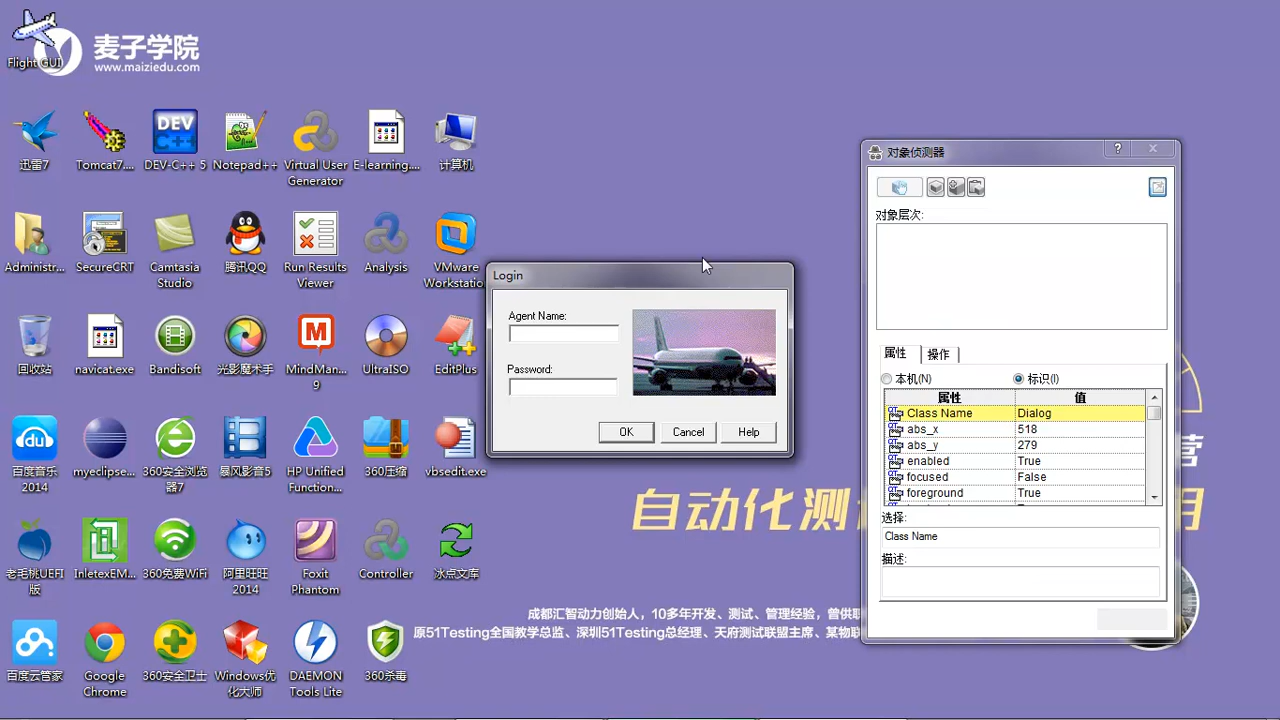 Flight GUI
麦子学院
www.maiziedu.com
迅雷7
Tomcat7....
DEV-C++ 5
Notepad++
Virtual User
Generator
E-learning....
计算机
Administr...
SecureCRT
Camtasia
Studio
腾讯QQ
Run Results
Viewer
Analysis
VMware
Workstatio
回收站
navicat.exe
Bandisoft
光影魔术手
MindMan...
9
UltraISO
EditPlus
百度音乐
2014
myeclipse...
360安全浏览
器7
暴风影音5
HP Unified
Function...
360压缩
vbsedit.exe
老毛桃UEFI
版
InletexEM...
360免费WiFi
阿里旺旺
2014
Foxit
Phantom
Controller
冰点文库
百度云管家
Google
Chrome
360安全卫士
Windows优
化大师
DAEMON
Tools Lite
360杀毒
Login
Agent Name:
Password:
OK
Cancel
Help
对象侦测器
对象层次:
属性
操作
本机(N)
标识(I)
属性 值
Class Name Dialog
abs_x 518
abs_y 279
enabled True
focused False
foreground True
选择:
Class Name
描述:
营
自动化测
用
成都汇智动力创始人，10多年开发、测试、管理经验，曾供职
原51Testing全国教学总监、深圳51Testing总经理、天府测试联盟主席、某物联